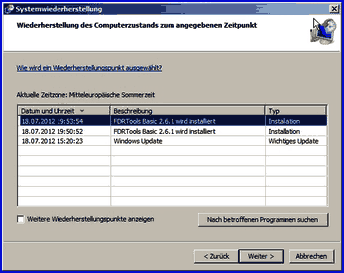 Systemwiederherstellung
Wiederherstellung des Computerzustands zum angegebenen Zeitpunkt
Wie wird ein Wiederherstellungspunkt ausgewählt?
Aktuelle Zeitzone: Mitteleuropäische Sommerzeit
Datum und Uhrzeit Beschreibung Typ
18.07.2012 19:53:54 FDRTools Basic 2.6.1 wird installiert Installation
18.07.2012 19:50:52 FDRTools Basic 2.6.1 wird installiert Installation
18.07.2012 15:20:23 Windows Update Wichtiges Update
Weitere Wiederherstellungspunkte anzeigen Nach betroffenen Programmen suchen
< Zurück Weiter > Abbrechen